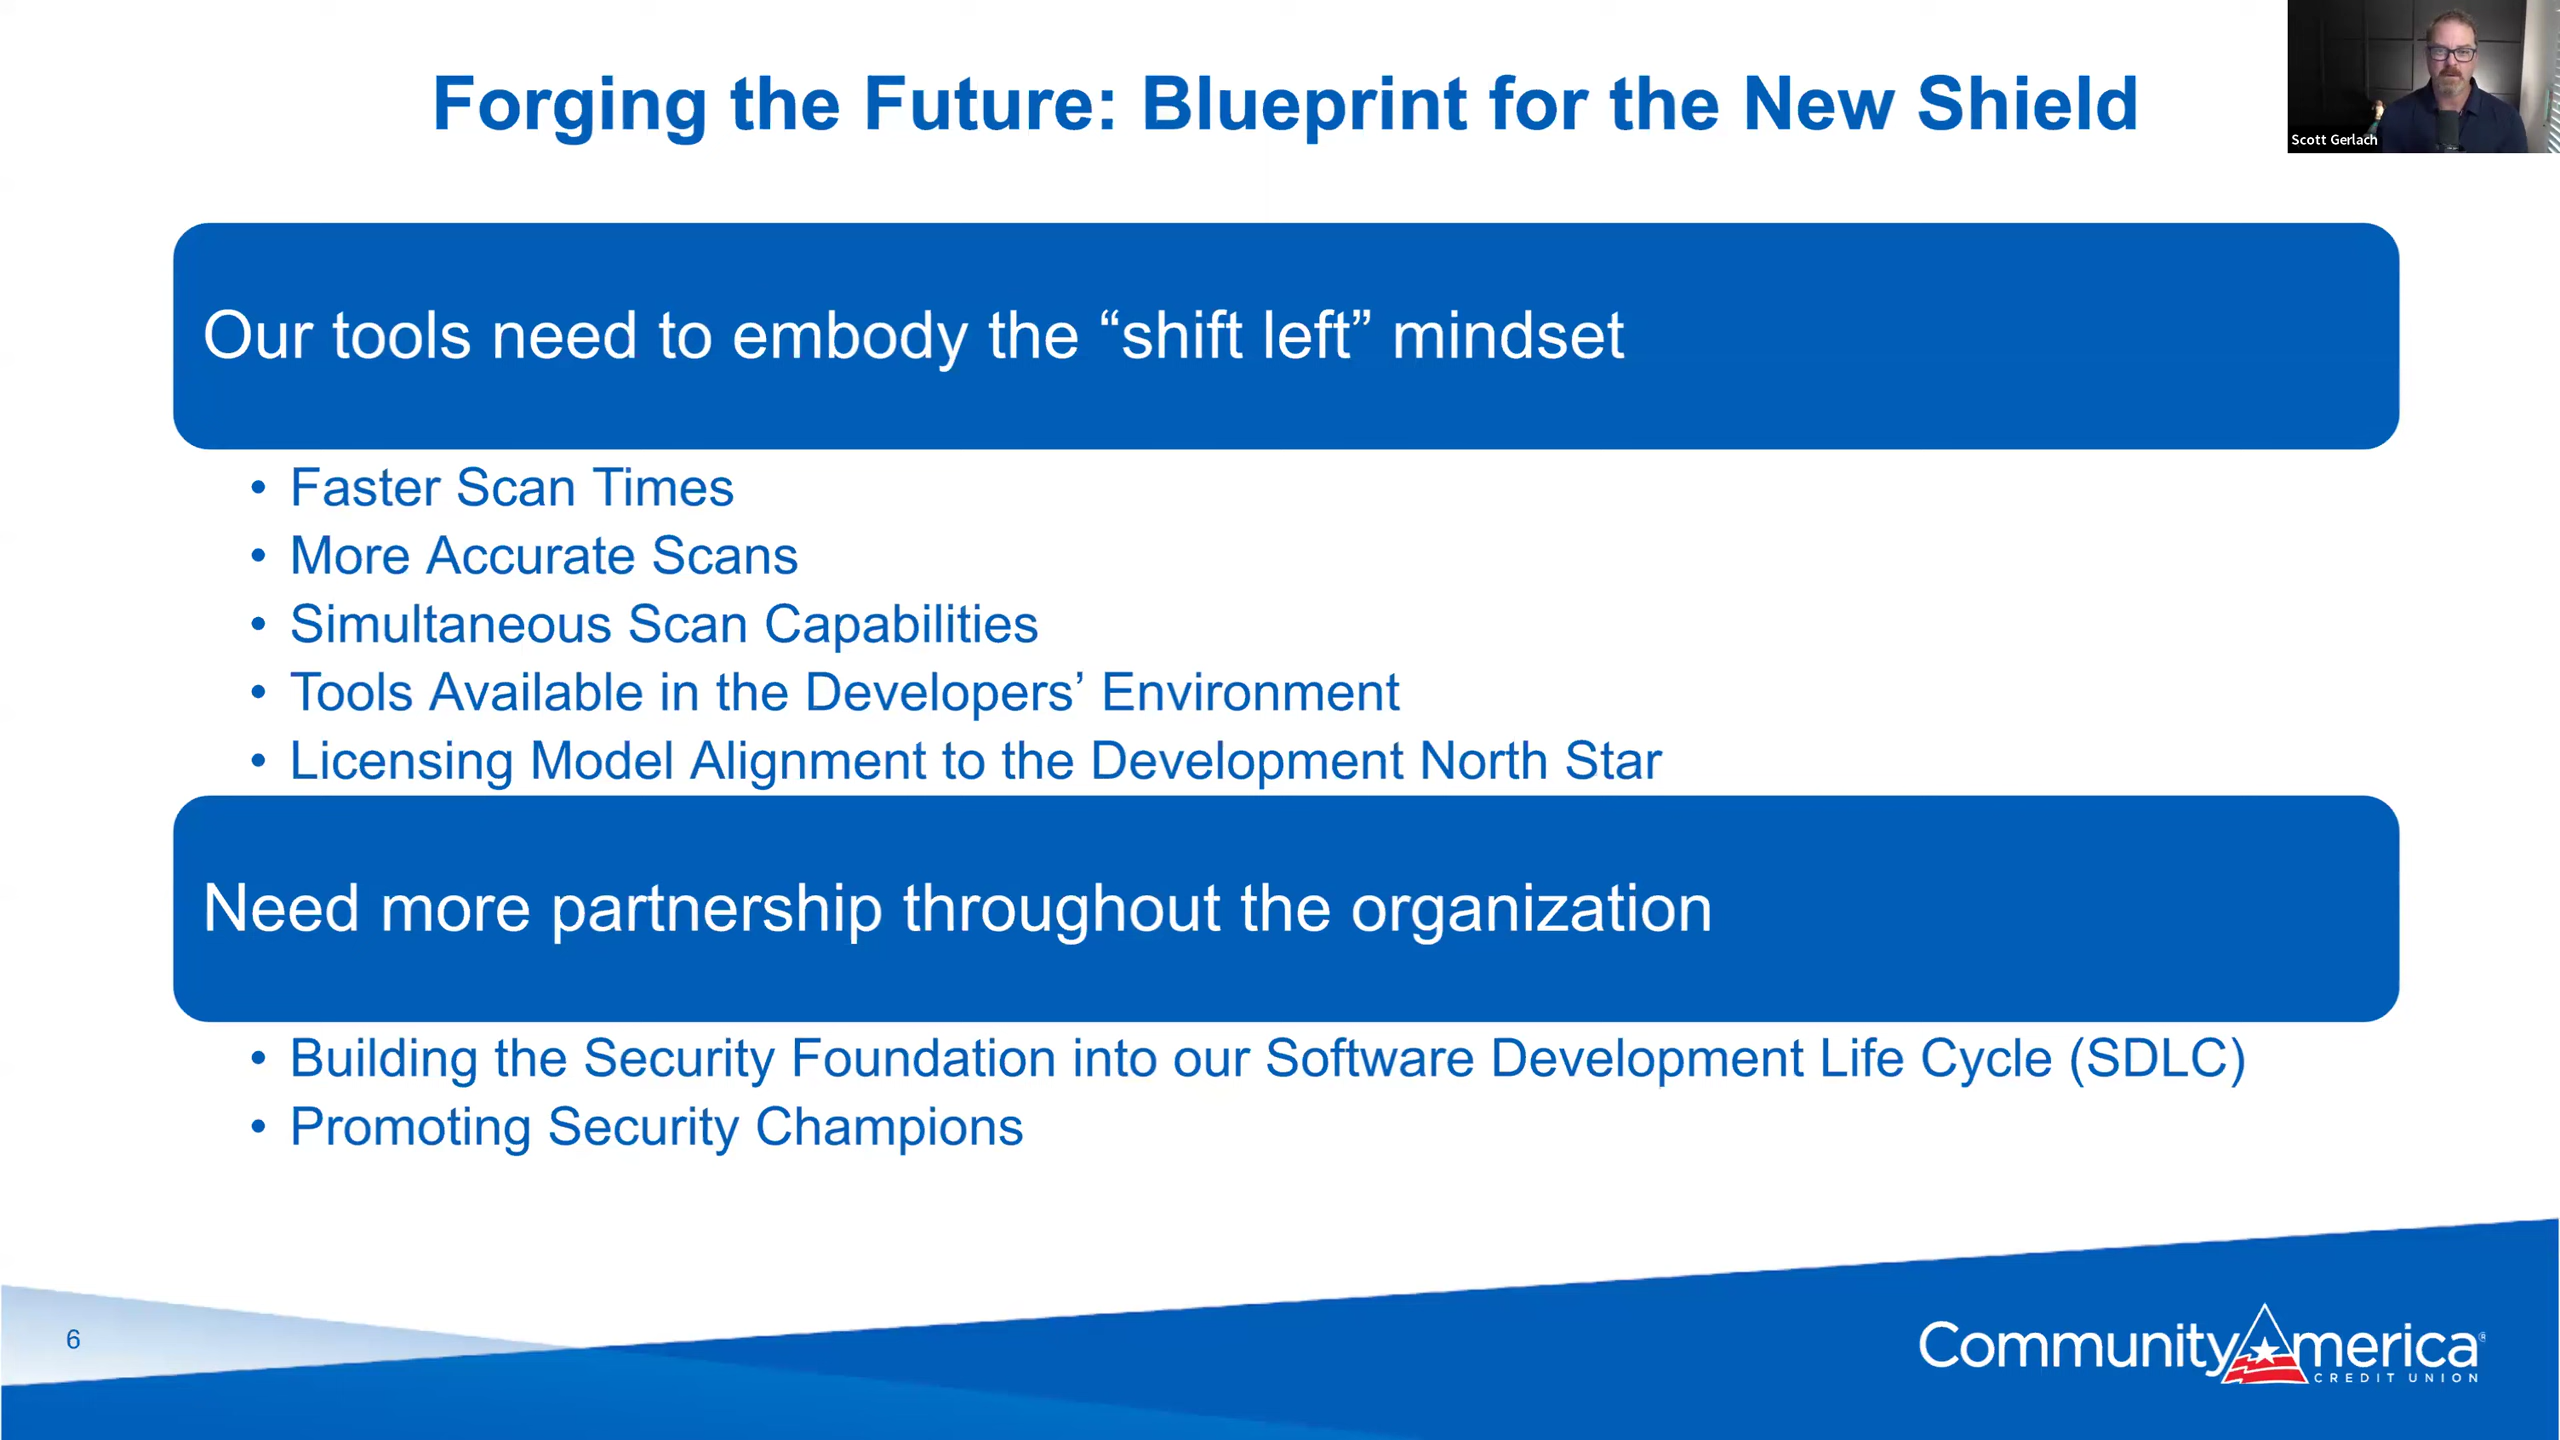 Forging the Future: Blueprint for the New Shield
Scott Gerlach
Our tools need to embody the “shift left” mindset
• Faster Scan Times
• More Accurate Scans
• Simultaneous Scan Capabilities
• Tools Available in the Developers’ Environment
• Licensing Model Alignment to the Development North Star
Need more partnership throughout the organization
• Building the Security Foundation into our Software Development Life Cycle (SDLC)
• Promoting Security Champions
6
CommunityAmerica®
CREDIT UNION